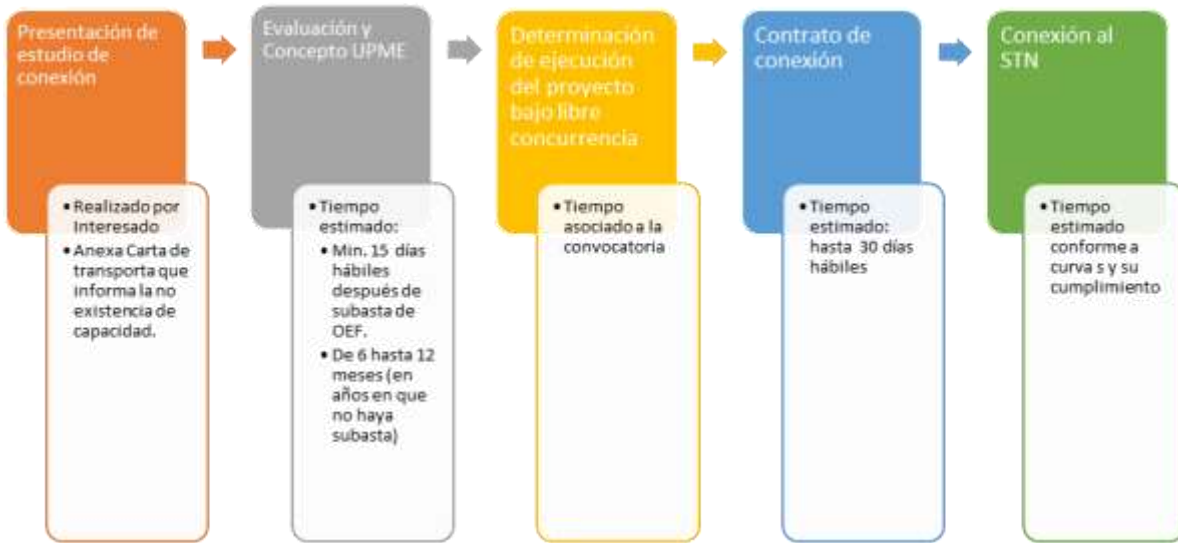 Presentación de
estudio de
conexión
• Realizado por
Interesado
• Anexa Carta de
transporta que
informa la no
existencia de
capacidad.
Evaluación y
Concepto UPME
• Tiempo
estimado:
• Min. 15 días
hábiles
después de
subasta de
OEF.
• De 6 hasta 12
meses (en
años en que
no haya
subasta)
Determinación
de ejecución
del proyecto
bajo libre
concurrencia
• Tiempo
asociado a la
convocatoria
Contrato de
conexión
• Tiempo
estimado:
hasta 30 días
hábiles
Conexión al
STN
• Tiempo
estimado
conforme a
curva s y su
cumplimiento